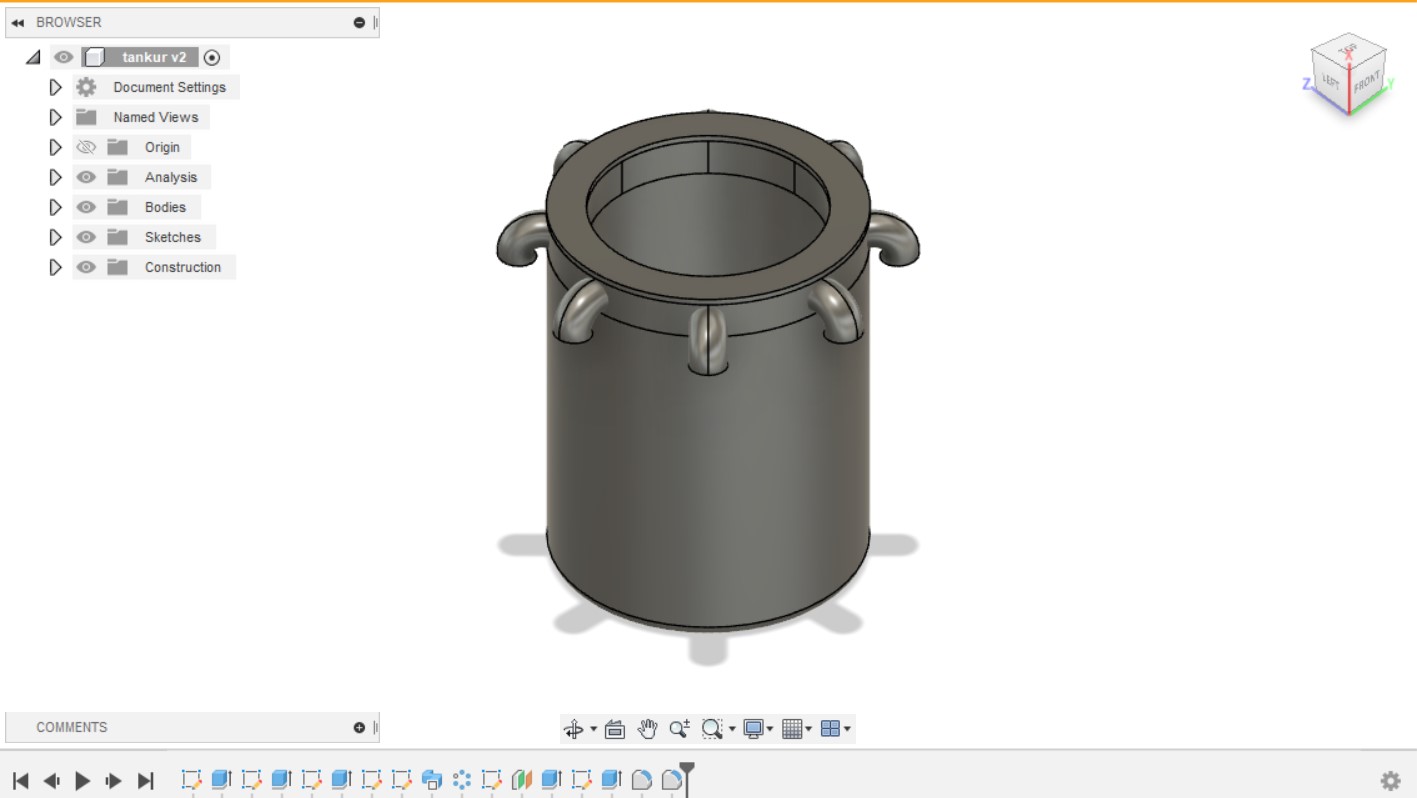 BROWSER
tankur v2
Document Settings
Named Views
Origin
Analysis
Bodies
Sketches
Construction
TOP
LEFT
FRONT
X
Z
Y
COMMENTS